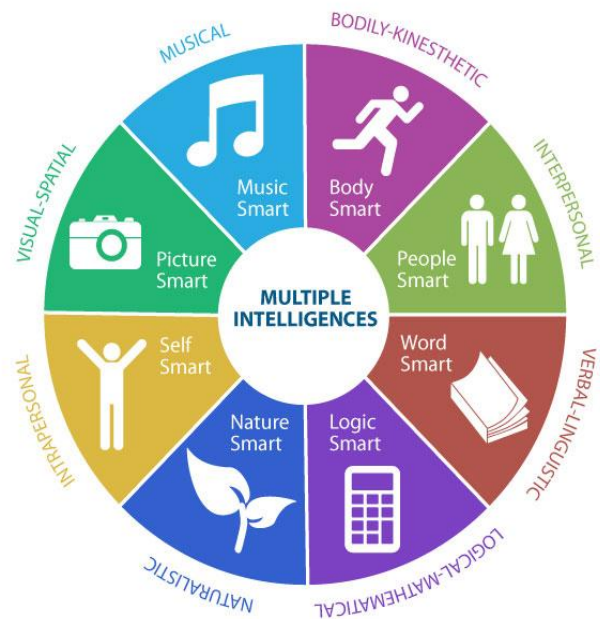 MUSICAL
BODILY-KINESTHETIC
INTERPERSONAL
VERBAL-LINGUISTIC
LOGICAL-MATHEMATICAL
NATURALISTIC
INTRAPERSONAL
VISUAL-SPATIAL
Music
Smart
Body
Smart
People
Smart
Word
Smart
Logic
Smart
Nature
Smart
Self
Smart
Picture
Smart
MULTIPLE
INTELLIGENCES